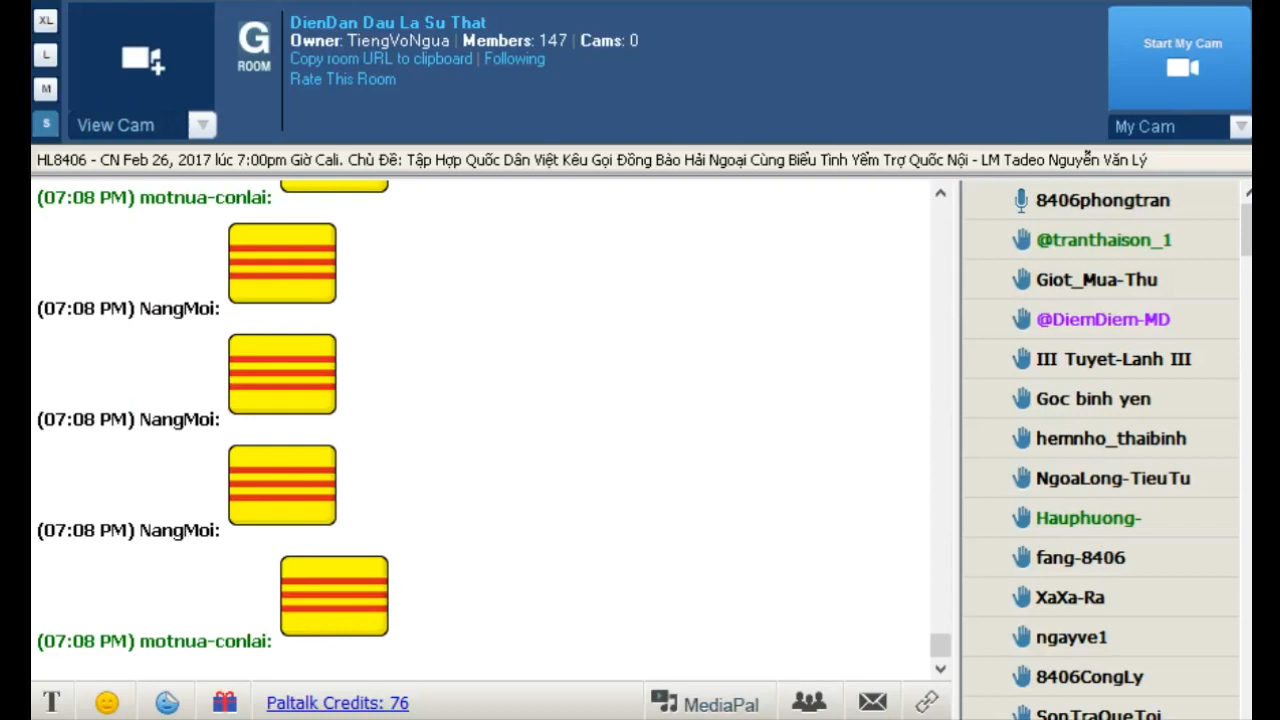 XL
L
M
S
View Cam
G
ROOM
DienDan Dau La Su That
Owner: TiengVoNgua | Members: 147 | Cams: 0
Copy room URL to clipboard | Following
Rate This Room
Start My Cam
My Cam
HL8406 - CN Feb 26, 2017 lúc 7:00pm Giờ Cali. Chủ Đề: Tập Hợp Quốc Dân Việt Kêu Gọi Đồng Bào Hải Ngoại Cùng Biểu Tình Yểm Trợ Quốc Nội - LM Tadeo Nguyễn Văn Lý
(07:08 PM) motnua-conlai:
(07:08 PM) NangMoi:
(07:08 PM) NangMoi:
(07:08 PM) NangMoi:
(07:08 PM) motnua-conlai:
8406phongtran
@tranthaison_1
Giot_Mua-Thu
@DiemDiem-MD
III Tuyet-Lanh III
Goc binh yen
hemnho_thaibinh
NgoaLong-TieuTu
Hauphuong-
fang-8406
XaXa-Ra
ngayve1
8406CongLy
SonTraQueToi
T
Paltalk Credits: 76
MediaPal